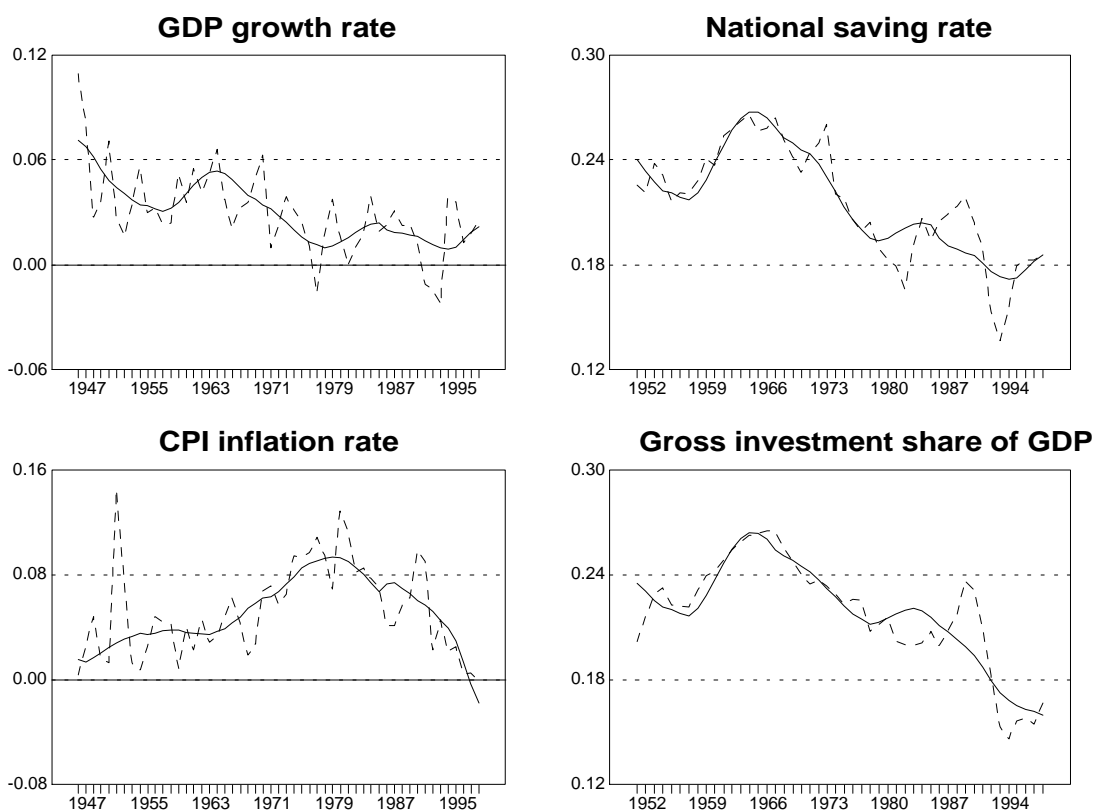 GDP growth rate
0.12
0.06
0.00
-0.06
1947 1955 1963 1971 1979 1987 1995
National saving rate
0.30
0.24
0.18
0.12
1952 1959 1966 1973 1980 1987 1994
CPI inflation rate
0.16
0.08
0.00
-0.08
1947 1955 1963 1971 1979 1987 1995
Gross investment share of GDP
0.30
0.24
0.18
0.12
1952 1959 1966 1973 1980 1987 1994